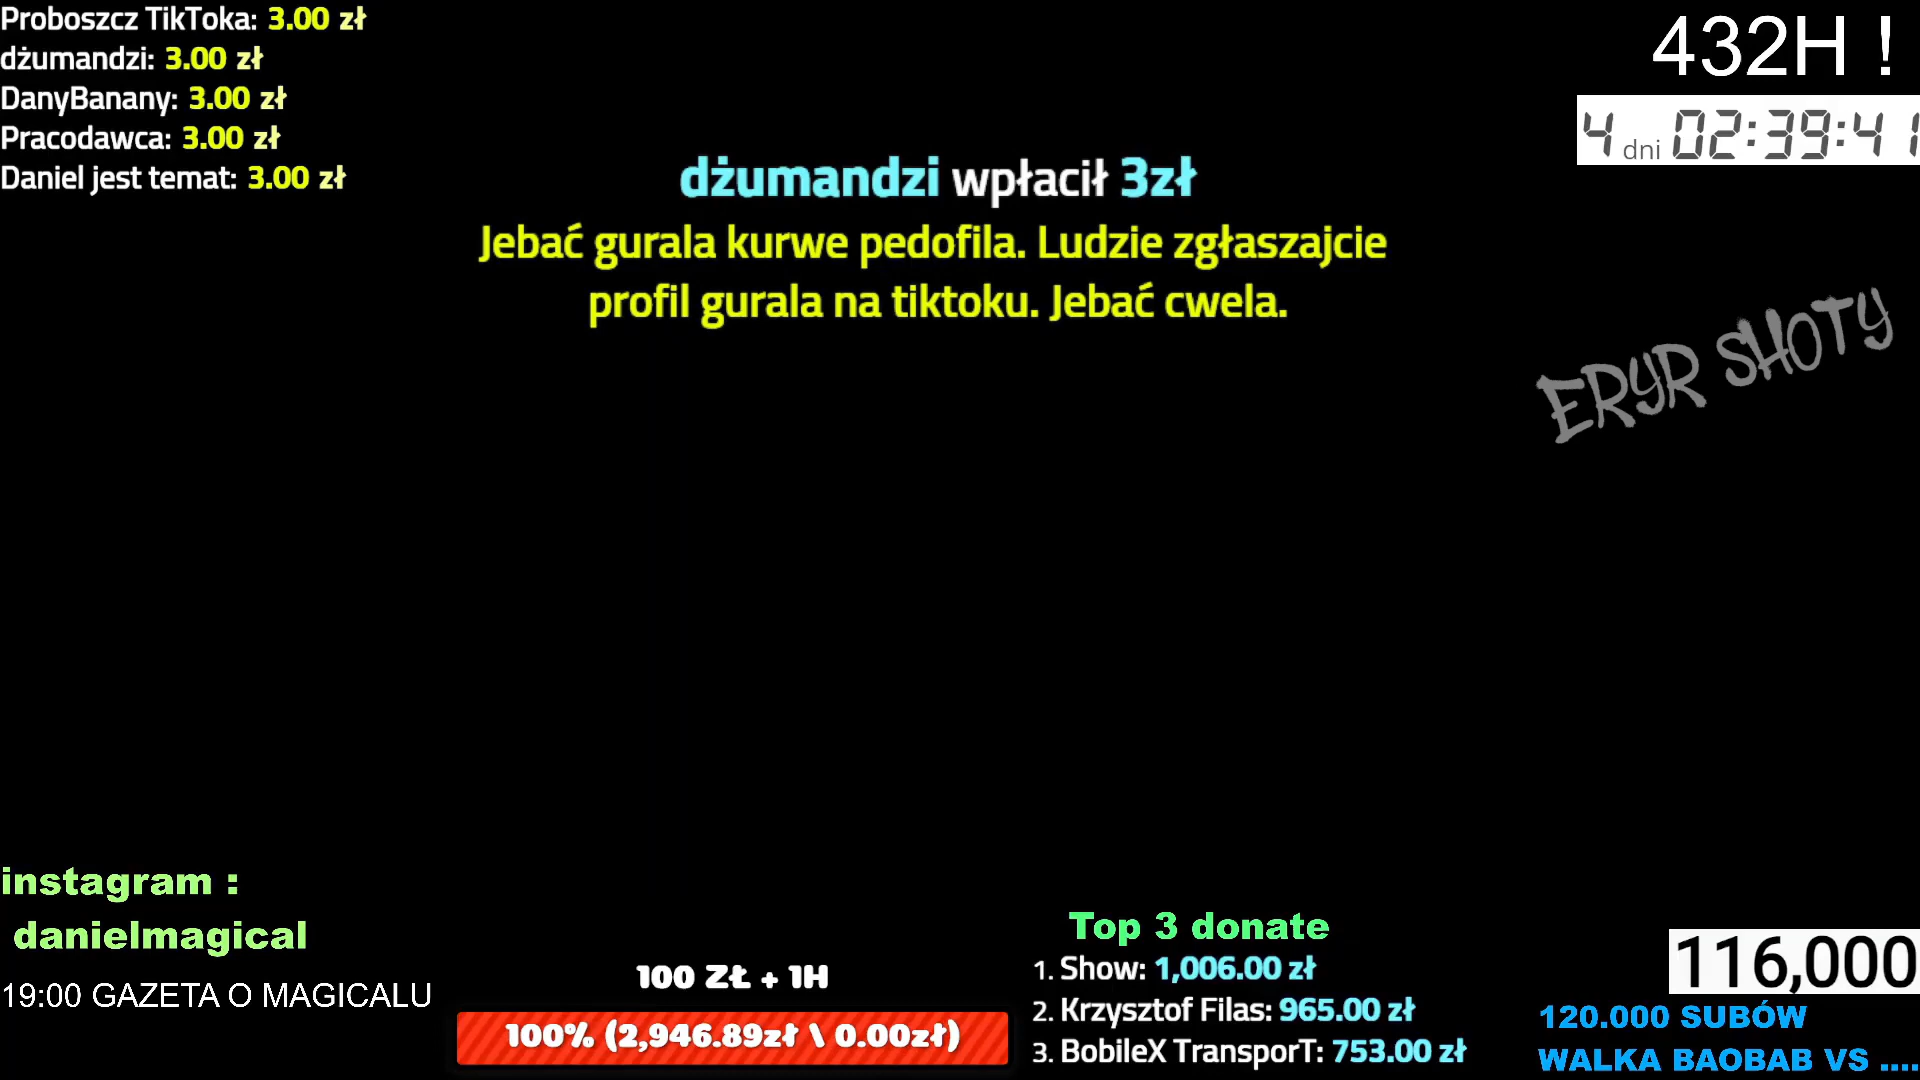 Proboszcz TikToka: 3.00 zł
dżumandzi: 3.00 zł
DanyBanany: 3.00 zł
Pracodawca: 3.00 zł
Daniel jest temat: 3.00 zł
432H !
4 dni 02:39:41
dżumandzi wpłacił 3zł
Jebać gurala kurwe pedofila. Ludzie zgłaszajcie
profil gurala na tiktoku. Jebać cwela.
ERYR SHOTY
instagram :
danielmagical
19:00 GAZETA O MAGICALU
100 ZŁ + 1H
100% (2,946.89zł \ 0.00zł)
Top 3 donate
1. Show: 1,006.00 zł
2. Krzysztof Filas: 965.00 zł
3. BobileX TransporT: 753.00 zł
116,000
120.000 SUBÓW
WALKA BAOBAB VS ....